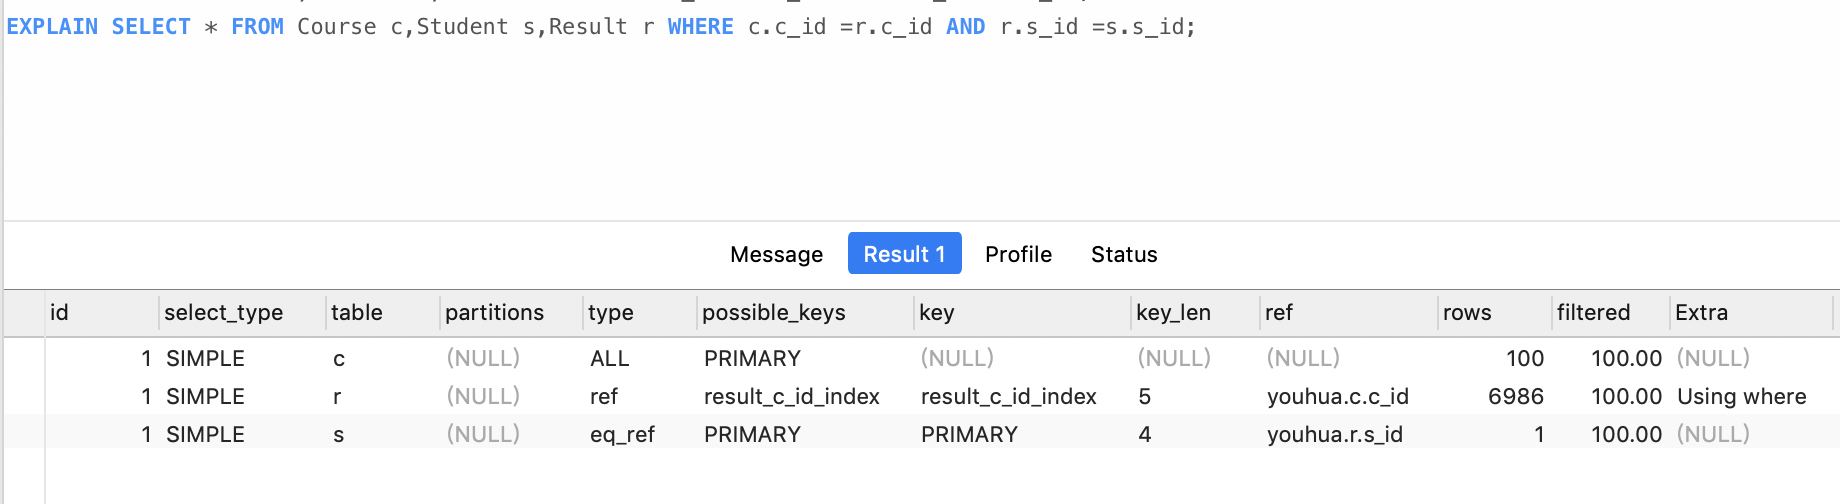 EXPLAIN SELECT * FROM Course c,Student s,Result r WHERE c.c_id =r.c_id AND r.s_id =s.s_id;
Message Result 1 Profile Status
id select_type table partitions type possible_keys key key_len ref rows filtered Extra
1 SIMPLE c (NULL) ALL PRIMARY (NULL) (NULL) (NULL) 100 100.00 (NULL)
1 SIMPLE r (NULL) ref result_c_id_index result_c_id_index 5 youhua.c.c_id 6986 100.00 Using where
1 SIMPLE s (NULL) eq_ref PRIMARY PRIMARY 4 youhua.r.s_id 1 100.00 (NULL)